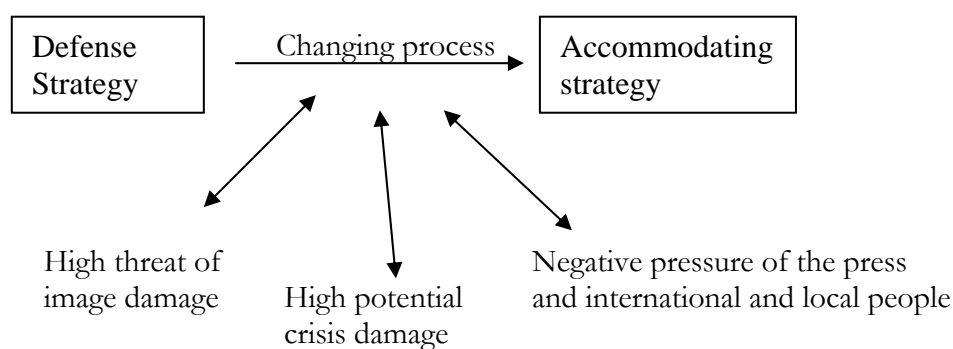 Defense
Strategy
Changing process
Accommodating
strategy
High threat of
image damage
High potential
crisis damage
Negative pressure of the press
and international and local people